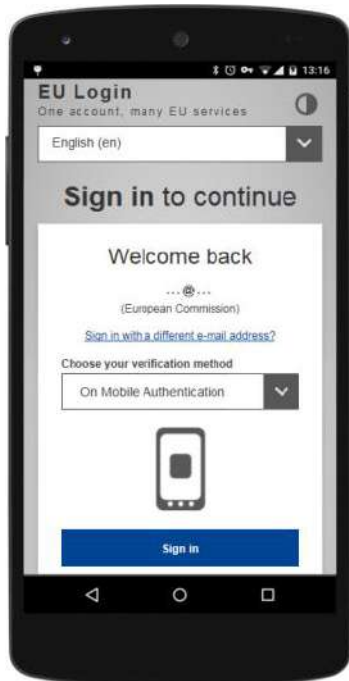 13:16
EU Login
One account, many EU services
English (en)
Sign in to continue
Welcome back
---@---
(European Commission)
Sign in with a different e-mail address?
Choose your verification method
On Mobile Authentication
Sign in